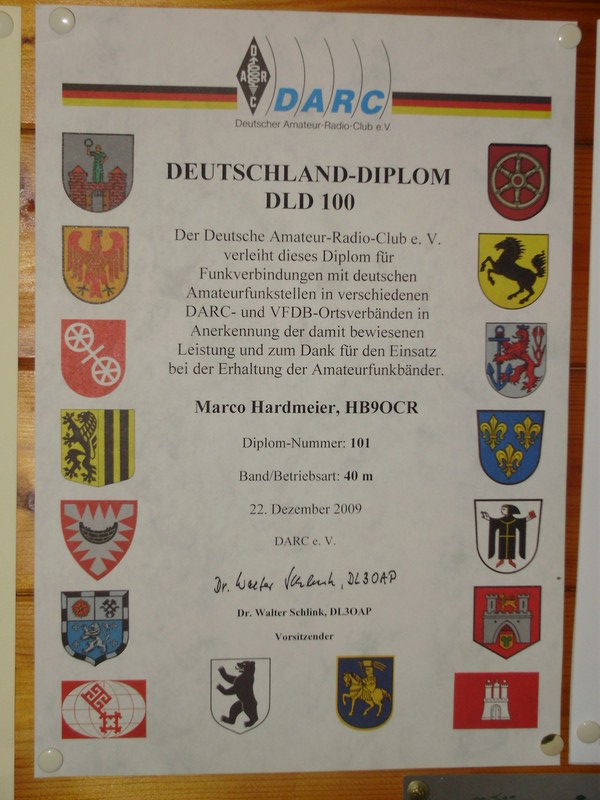 D
A R
C
DARC
Deutscher Amateur-Radio-Club e.V.
DEUTSCHLAND-DIPLOM
DLD 100
Der Deutsche Amateur-Radio-Club e. V.
verleiht dieses Diplom für
Funkverbindungen mit deutschen
Amateurfunkstellen in verschiedenen
DARC- und VFDB-Ortsverbänden in
Anerkennung der damit bewiesenen
Leistung und zum Dank für den Einsatz
bei der Erhaltung der Amateurfunkbänder.
Marco Hardmeier, HB9OCR
Diplom-Nummer: 101
Band/Betriebsart: 40 m
22. Dezember 2009
DARC e. V.
Dr. Walter Schlink, DL3OAP
Dr. Walter Schlink, DL3OAP
Vorsitzender